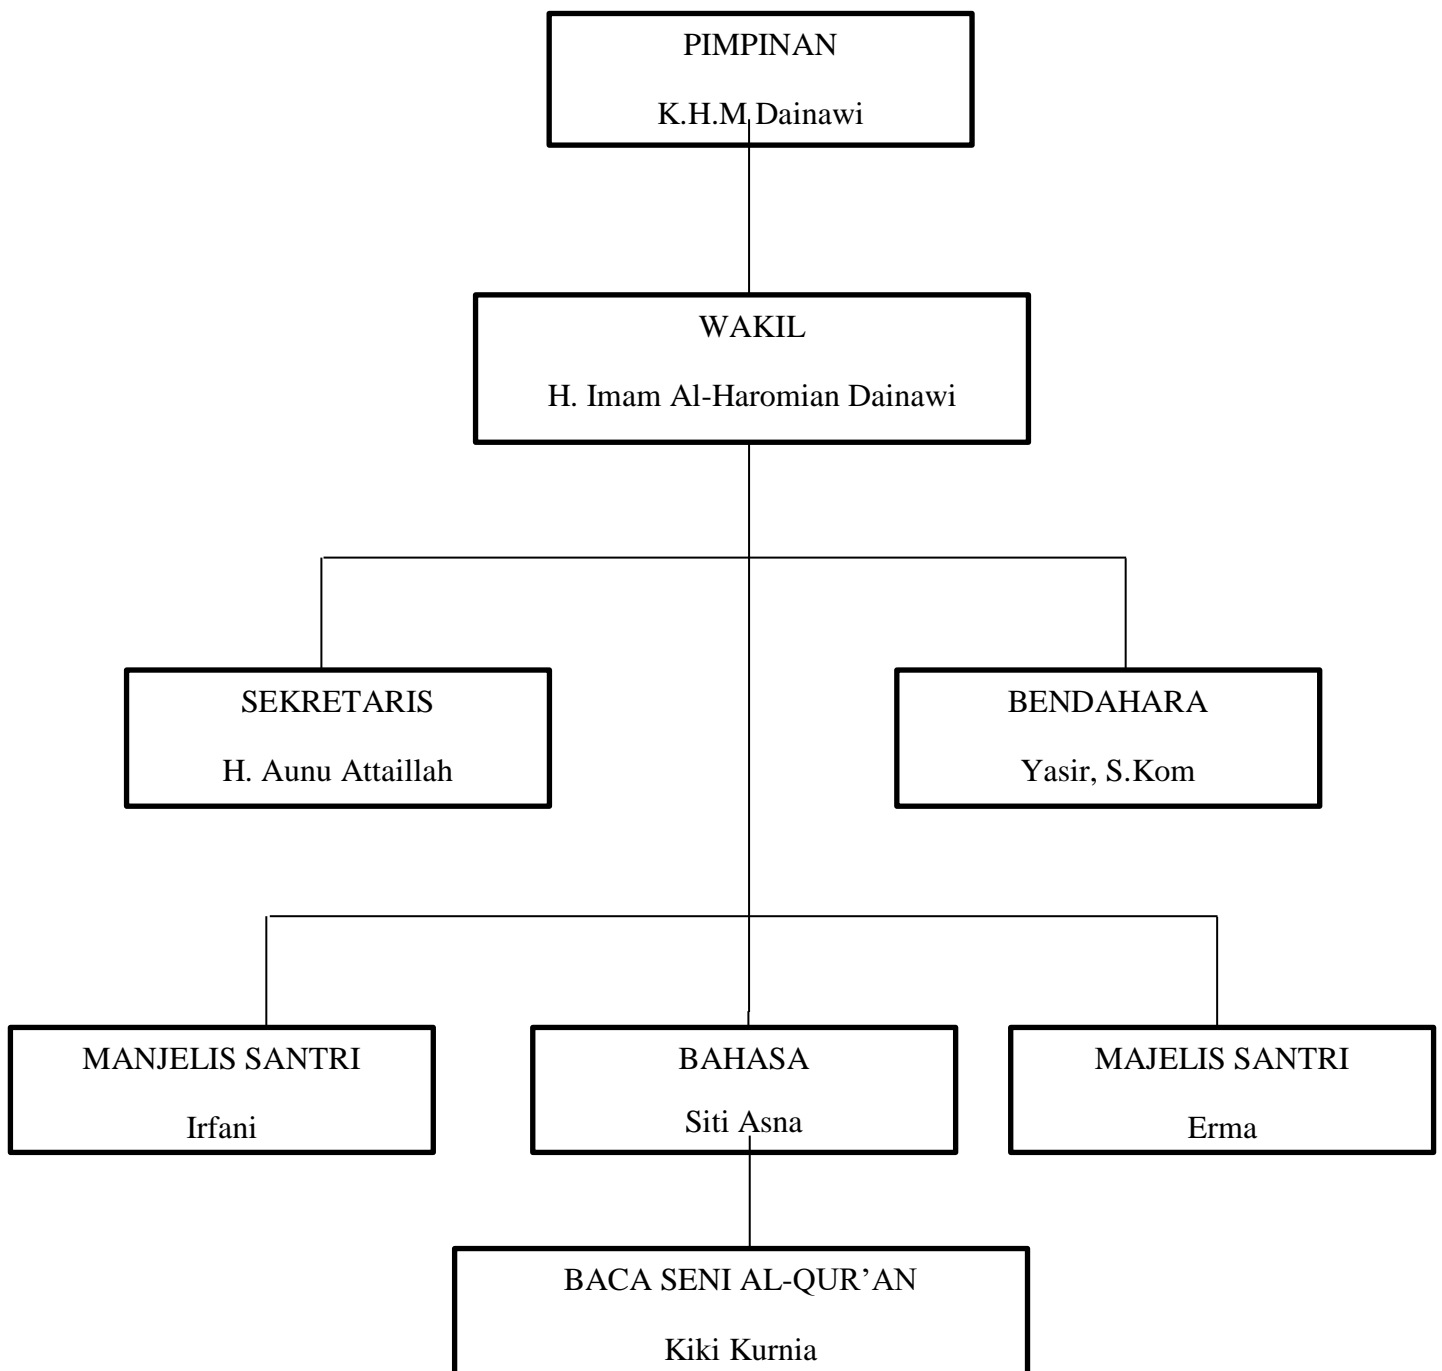 PIMPINAN
K.H.M Dainawi
WAKIL
H. Imam Al-Haromian Dainawi
SEKRETARIS
H. Aunu Attaillah
BENDAHARA
Yasir, S.Kom
MANJELIS SANTRI
Irfani
BAHASA
Siti Asna
MAJELIS SANTRI
Erma
BACA SENI AL-QUR’AN
Kiki Kurnia